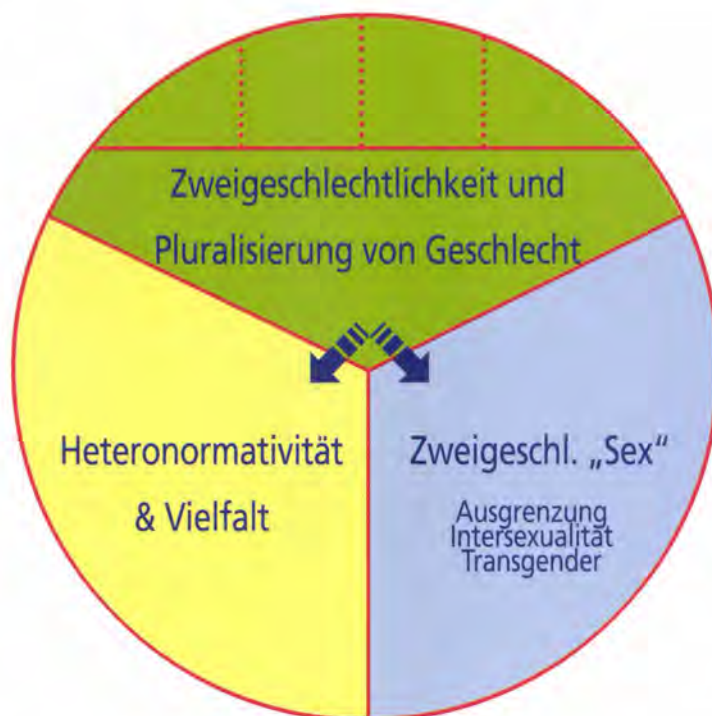 Zweigeschlechtlichkeit und
Pluralisierung von Geschlecht
Heteronormativität
& Vielfalt
Zweigeschl. „Sex“
Ausgrenzung
Intersexualität
Transgender